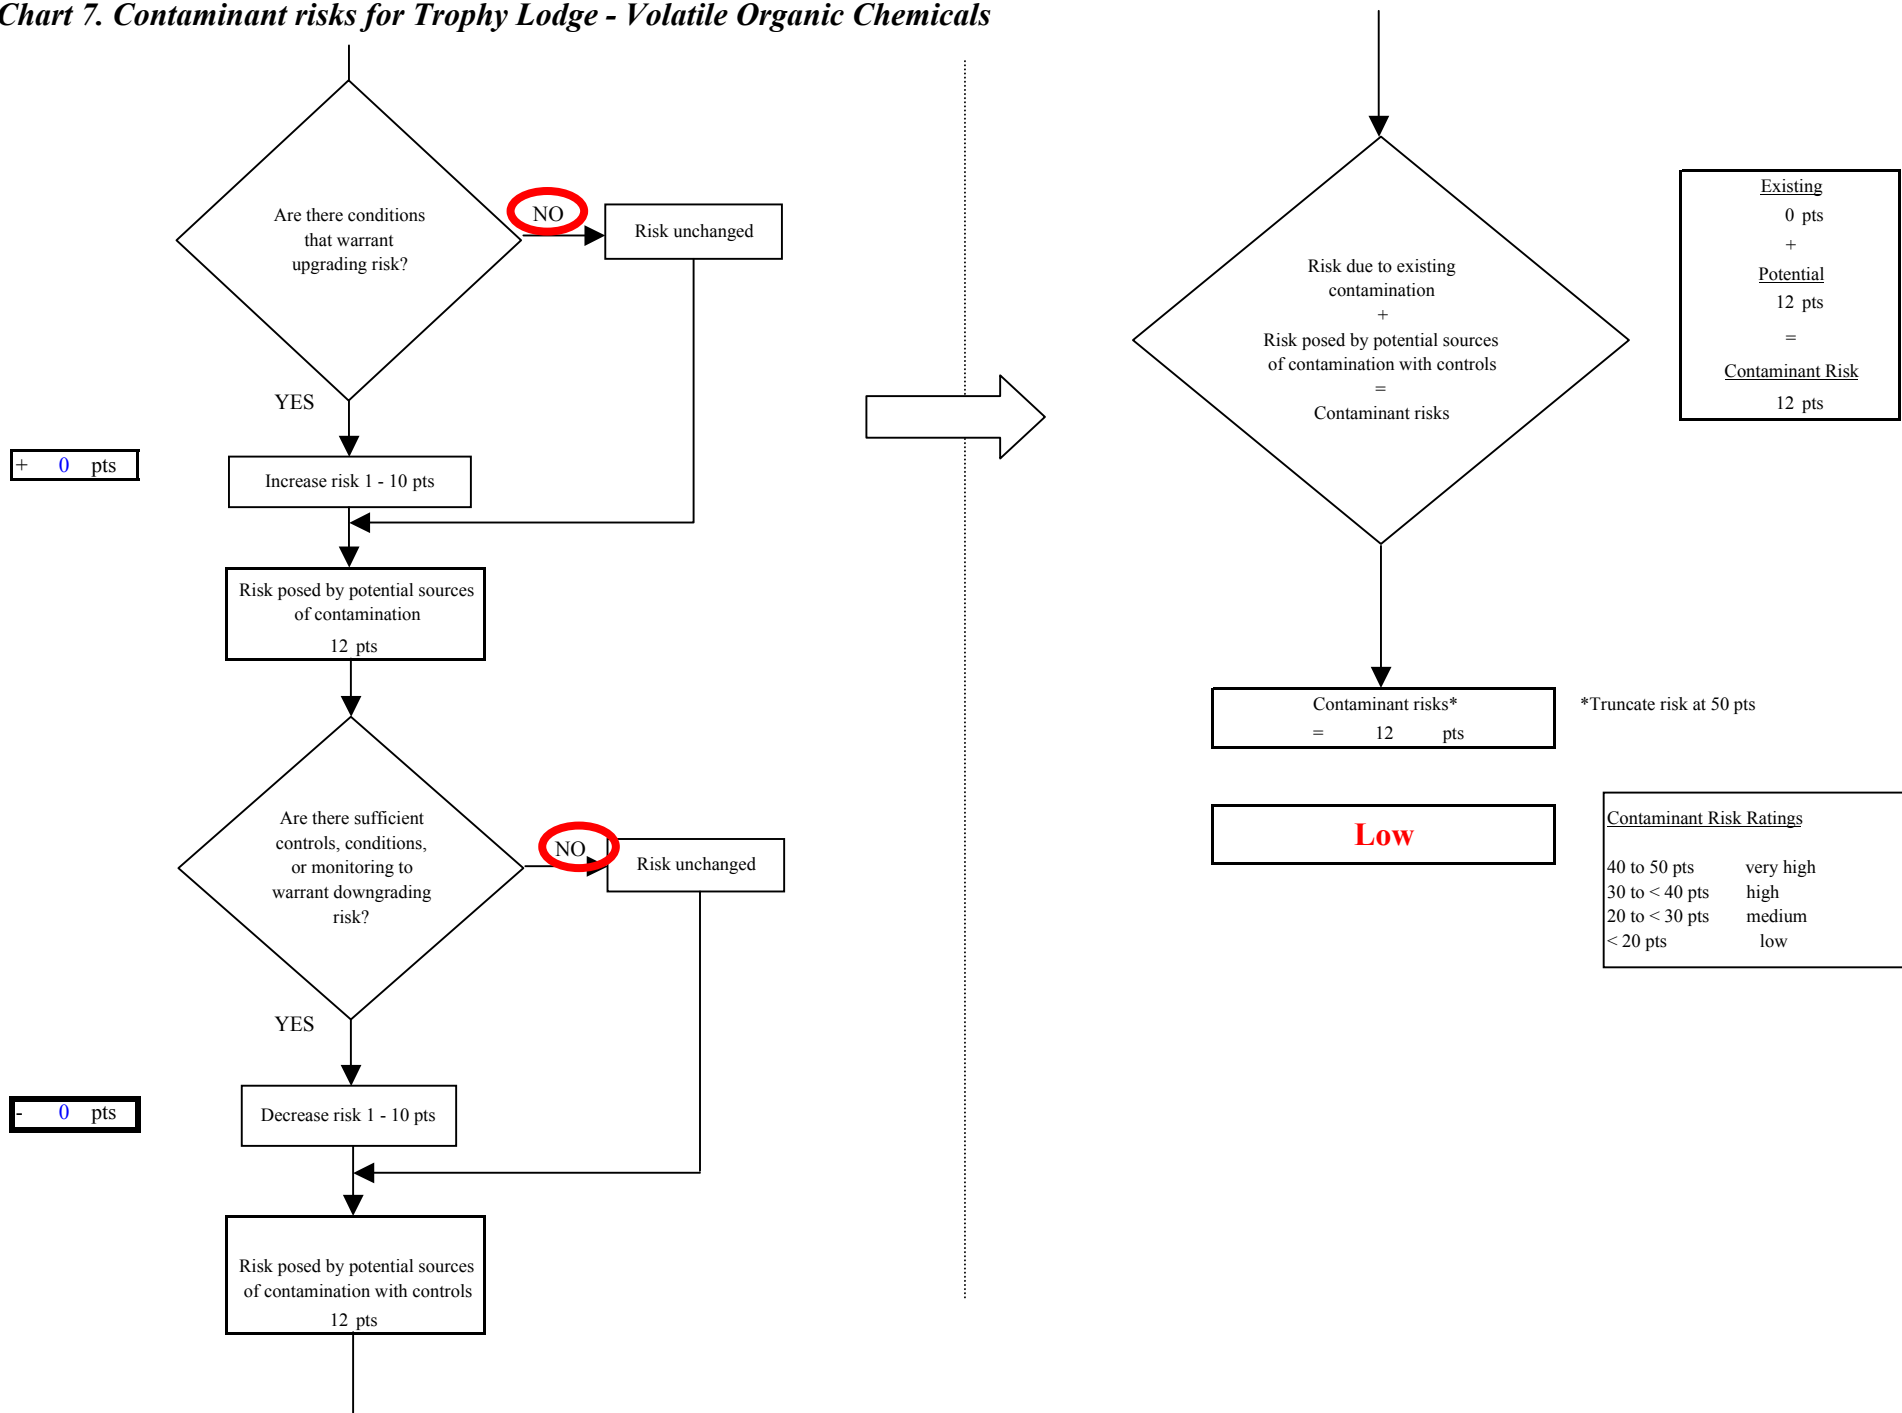 Chart 7. Contaminant risks for Trophy Lodge - Volatile Organic Chemicals
Are there conditions
that warrant
upgrading risk?
NO
Risk unchanged
YES
+ 0 pts
Increase risk 1 - 10 pts
Risk posed by potential sources
of contamination
12 pts
Are there sufficient
controls, conditions,
or monitoring to
warrant downgrading
risk?
NO
Risk unchanged
YES
- 0 pts
Decrease risk 1 - 10 pts
Risk posed by potential sources
of contamination with controls
12 pts
Risk due to existing
contamination
+
Risk posed by potential sources
of contamination with controls
=
Contaminant risks
Existing
0 pts
+
Potential
12 pts
=
Contaminant Risk
12 pts
Contaminant risks*
= 12 pts
*Truncate risk at 50 pts
Low
Contaminant Risk Ratings
40 to 50 pts very high
30 to < 40 pts high
20 to < 30 pts medium
< 20 pts low